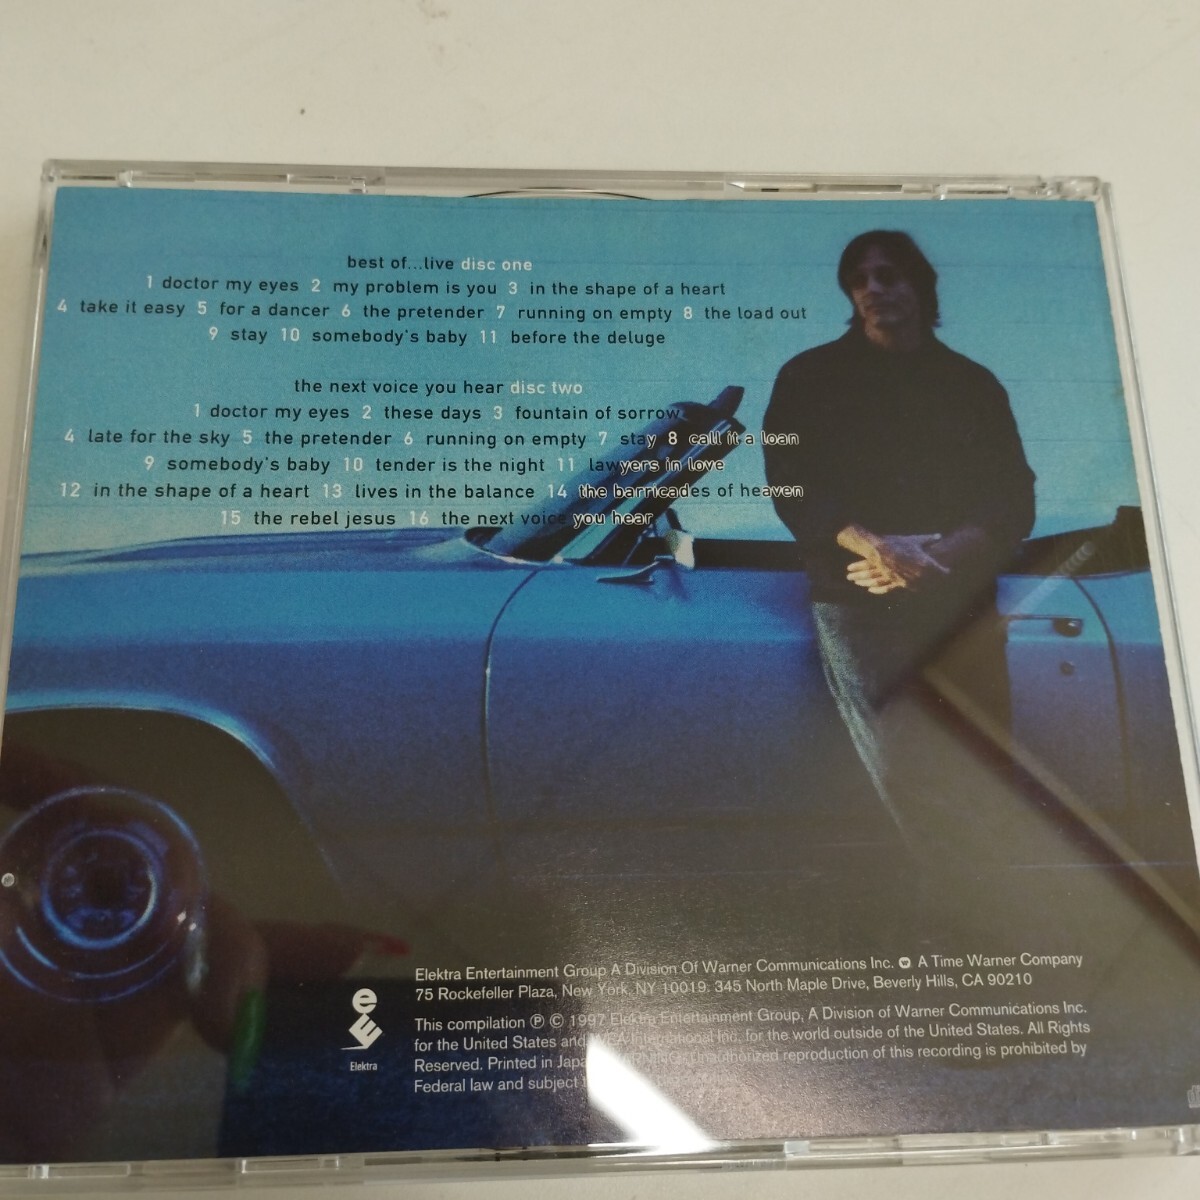 best of...live disc one
1 doctor my eyes 2 my problem is you 3 in the shape of a heart
4 take it easy 5 for a dancer 6 the pretender 7 running on empty 8 the load out
9 stay 10 somebody's baby 11 before the deluge
the next voice you hear disc two
1 doctor my eyes 2 these days 3 fountain of sorrow
4 late for the sky 5 the pretender 6 running on empty 7 stay 8 call it a loan
9 somebody's baby 10 tender is the night 11 lawyers in love
12 in the shape of a heart 13 lives in the balance 14 the barricades of heaven
15 the rebel jesus 16 the next voice you hear
Elektra Entertainment Group A Division Of Warner Communications Inc. A Time Warner Company
75 Rockefeller Plaza, New York, NY 10019. 345 North Maple Drive, Beverly Hills, CA 90210
This compilation ℗ © 1997 Elektra Entertainment Group, A Division of Warner Communications Inc.
for the United States and WEA International Inc. for the world outside of the United States. All Rights
Reserved. Printed in Japan. WARNING: Unauthorized reproduction of this recording is prohibited by
Federal law and subject
Elektra